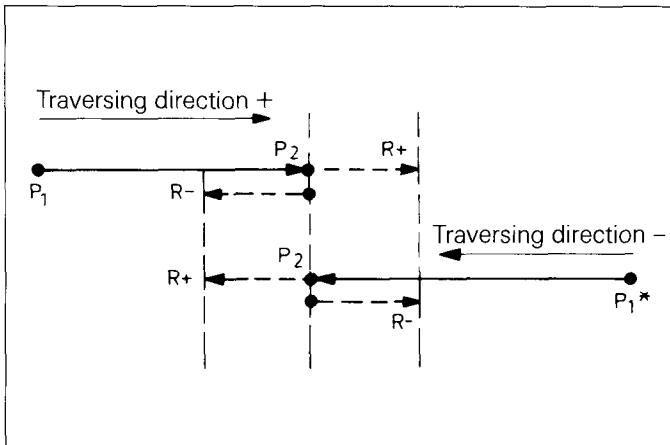 Traversing direction +
P2
R+
P1
R-
Traversing direction -
P2
R+
R-
P1*